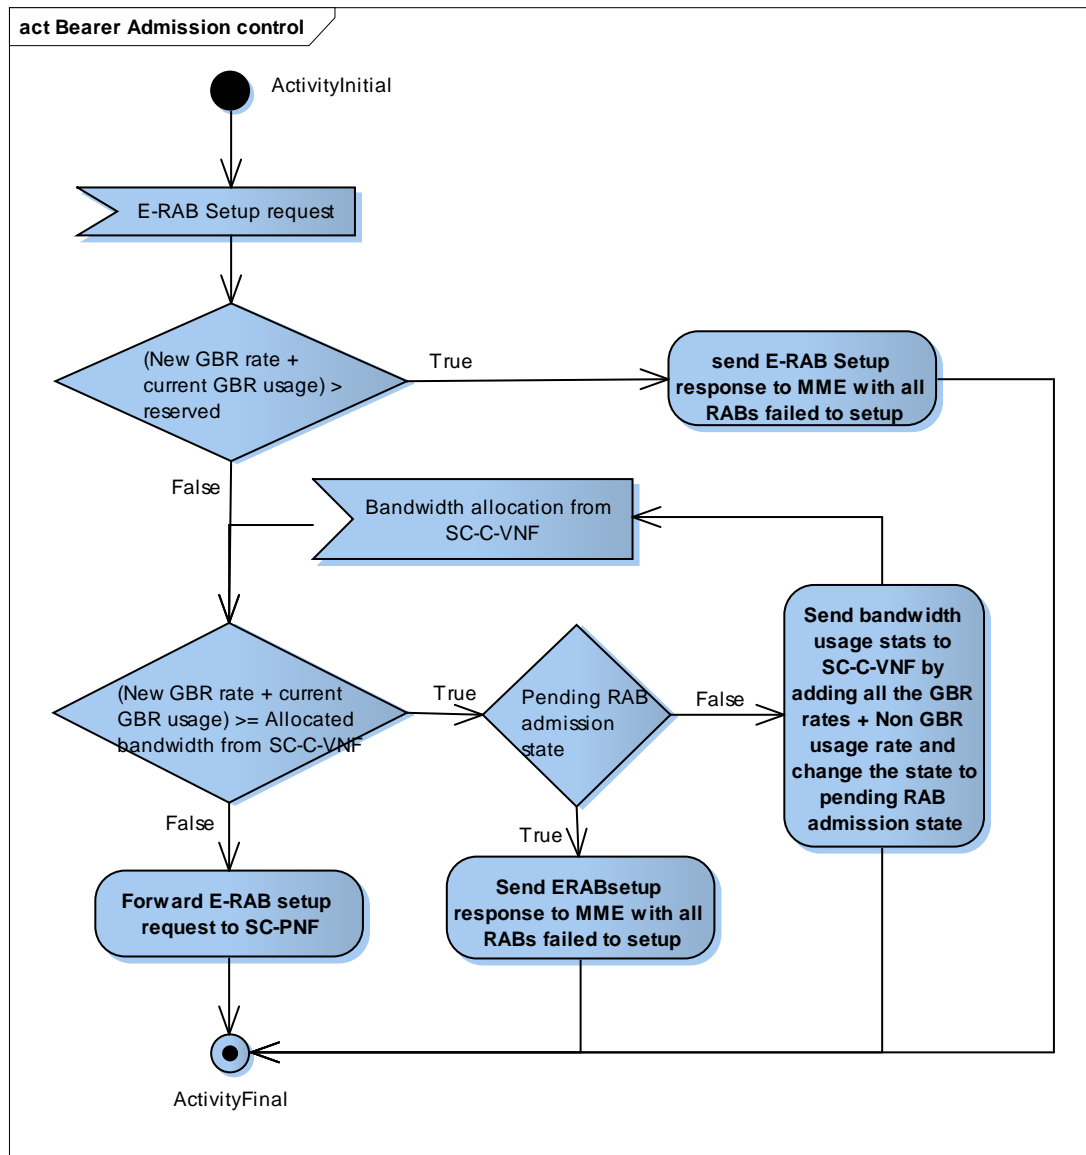 act Bearer Admission control
ActivityInitial
E-RAB Setup request
(New GBR rate +
current GBR usage) >
reserved
True
send E-RAB Setup
response to MME with all
RABs failed to setup
False
Bandwidth allocation from
SC-C-VNF
(New GBR rate + current
GBR usage) >= Allocated
bandwidth from SC-C-VNF
True
Pending RAB
admission
state
False
Send bandwidth
usage stats to
SC-C-VNF by
adding all the GBR
rates + Non GBR
usage rate and
change the state to
pending RAB
admission state
False
True
Forward E-RAB setup
request to SC-PNF
Send ERABsetup
response to MME with all
RABs failed to setup
ActivityFinal